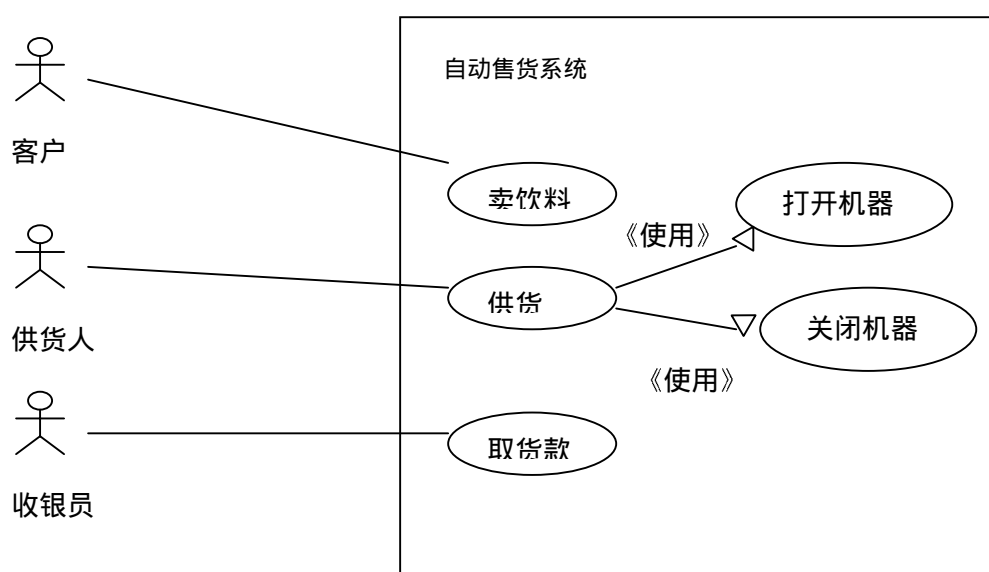 自动售货系统
客户
卖饮料
打开机器
《使用》
供货
供货人
关闭机器
《使用》
取货款
收银员